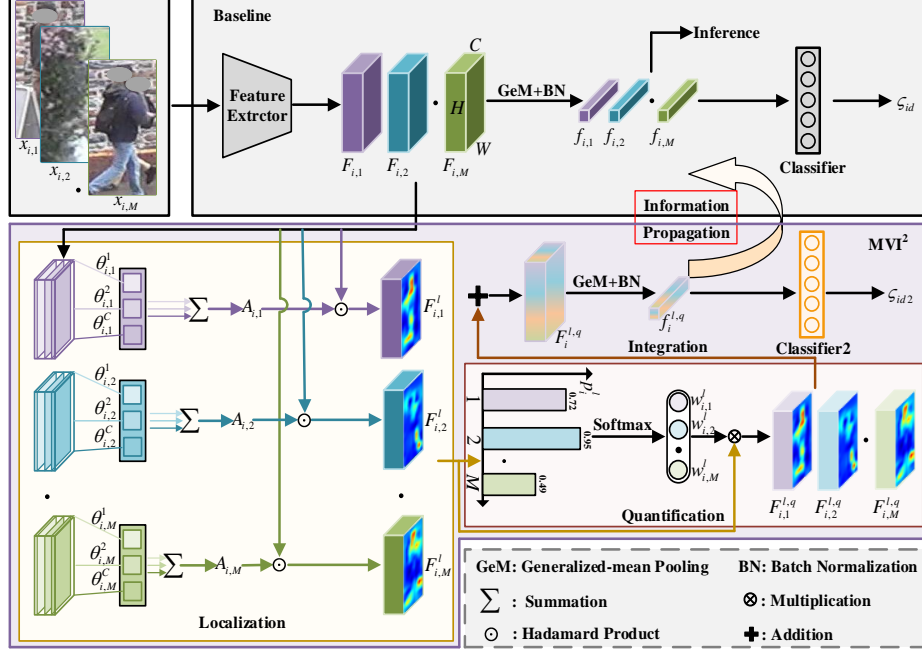 Baseline
x_{i,1}
x_{i,2}
x_{i,M}
Feature
Extrctor
C
H
W
F_{i,1}
F_{i,2}
F_{i,M}
GeM+BN
Inference
f_{i,1}
f_{i,2}
f_{i,M}
Classifier
ς_{id}
Information
Propagation
MVI²
θ^1_{i,1}
θ^2_{i,1}
θ^C_{i,1}
∑
A_{i,1}
F^l_{i,1}
θ^1_{i,2}
θ^2_{i,2}
θ^C_{i,2}
∑
A_{i,2}
F^l_{i,2}
θ^1_{i,M}
θ^2_{i,M}
θ^C_{i,M}
∑
A_{i,M}
F^l_{i,M}
Localization
F^{l,q}_i
GeM+BN
f^{l,q}_i
Classifier2
ς_{id2}
Integration
p^l_i
1
0.72
2
0.95
M
0.49
Softmax
w^l_{i,1}
w^l_{i,2}
w^l_{i,M}
F^{l,q}_{i,1}
F^{l,q}_{i,2}
F^{l,q}_{i,M}
Quantification
GeM: Generalized-mean Pooling
BN: Batch Normalization
∑ : Summation
⊗: Multiplication
⊙ : Hadamard Product
✚: Addition